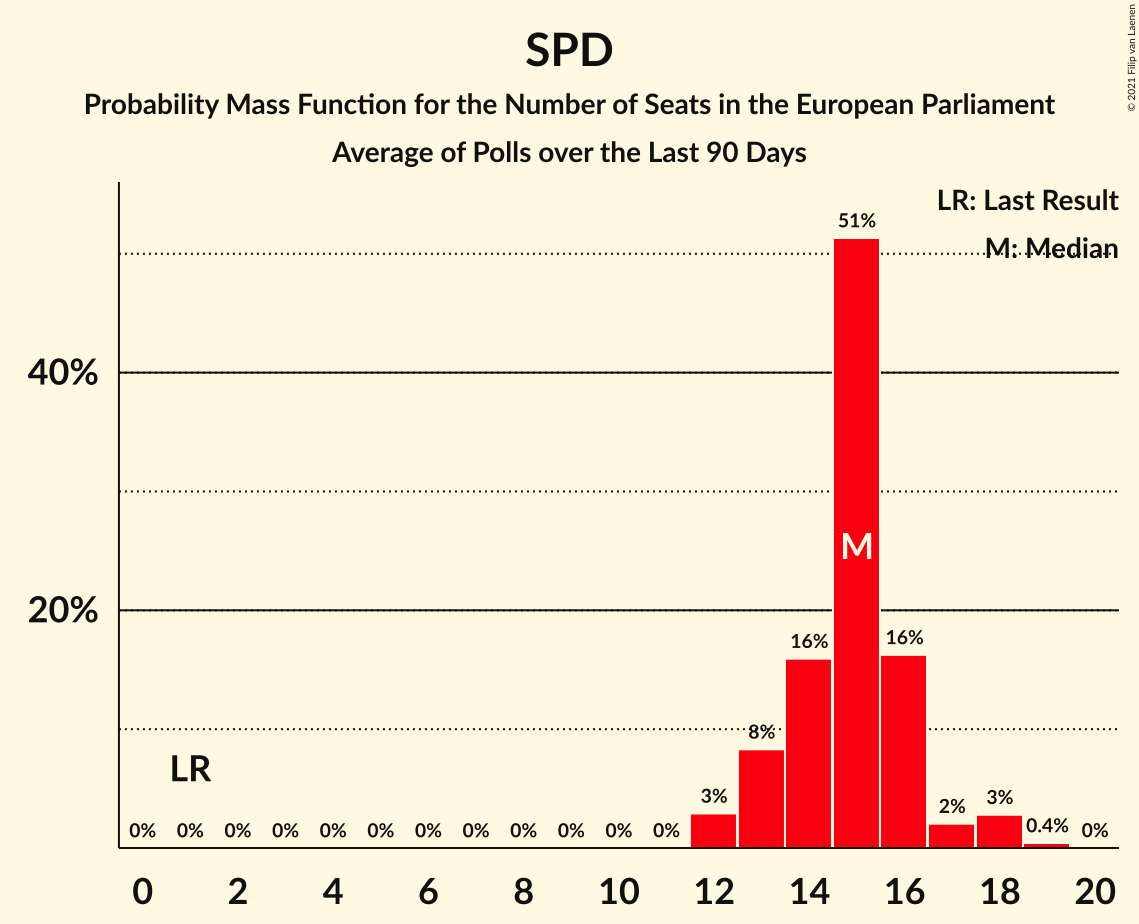 SPD
Probability Mass Function for the Number of Seats in the European Parliament
Average of Polls over the Last 90 Days
© 2021 Filip van Laenen
LR: Last Result
M: Median
51%
40%
M
20%
16%
16%
8%
LR
3%
2%
3%
0.4%
0% 0% 0% 0% 0% 0% 0% 0% 0% 0% 0% 0% 0%
0 2 4 6 8 10 12 14 16 18 20